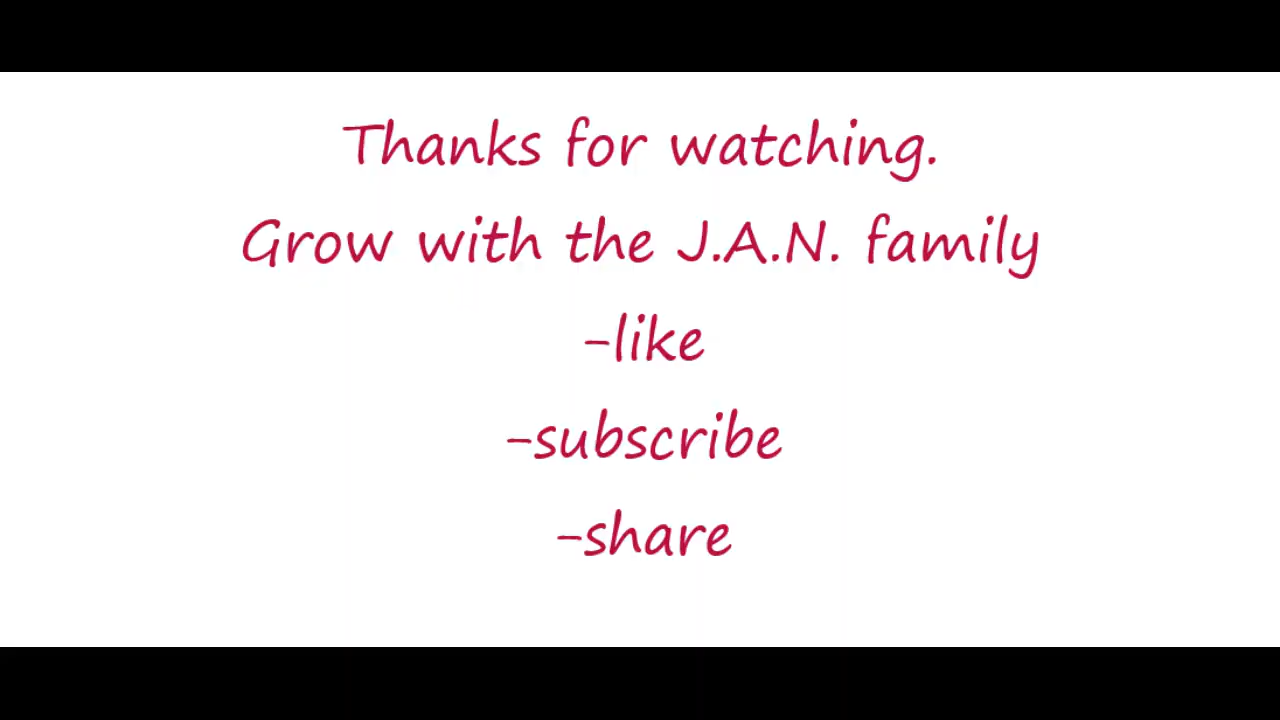 Thanks for watching.
Grow with the J.A.N. family
-like
-subscribe
-share